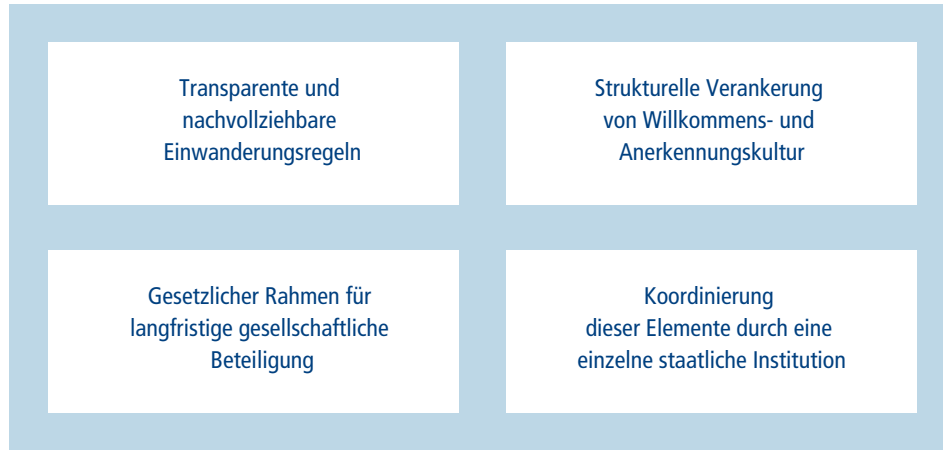 Transparente und
nachvollziehbare
Einwanderungsregeln
Strukturelle Verankerung
von Willkommens- und
Anerkennungskultur
Gesetzlicher Rahmen für
langfristige gesellschaftliche
Beteiligung
Koordinierung
dieser Elemente durch eine
einzelne staatliche Institution